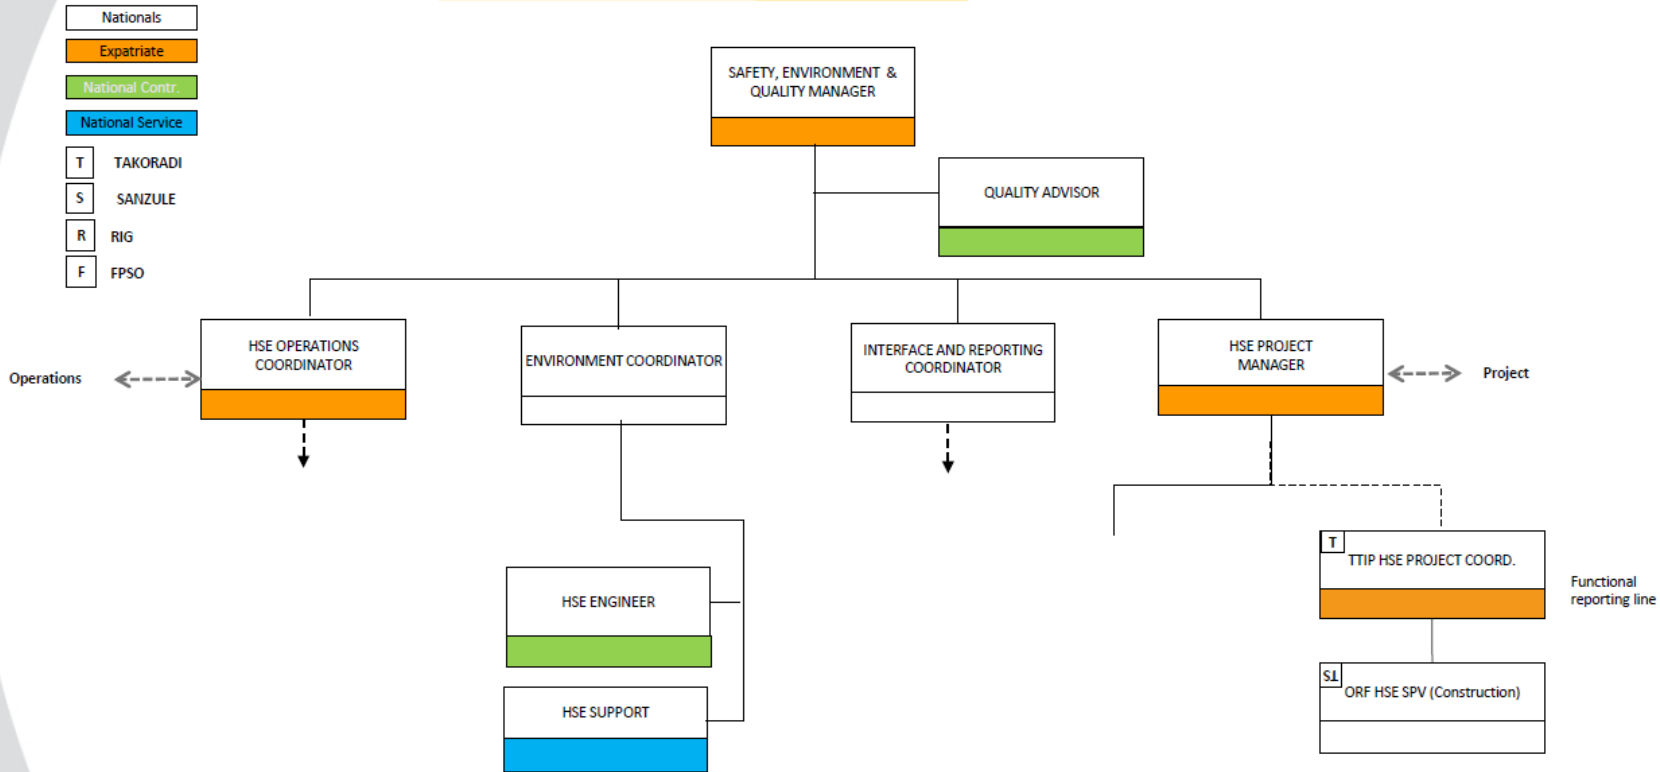 Nationals
Expatriate
National Contr.
National Service
T TAKORADI
S SANZULE
R RIG
F FPSO
SAFETY, ENVIRONMENT &
QUALITY MANAGER
QUALITY ADVISOR
HSE OPERATIONS
COORDINATOR
ENVIRONMENT COORDINATOR
INTERFACE AND REPORTING
COORDINATOR
HSE PROJECT
MANAGER
Operations
Project
HSE ENGINEER
HSE SUPPORT
T
TTIP HSE PROJECT COORD.
Functional
reporting line
ORF HSE SPV (Construction)